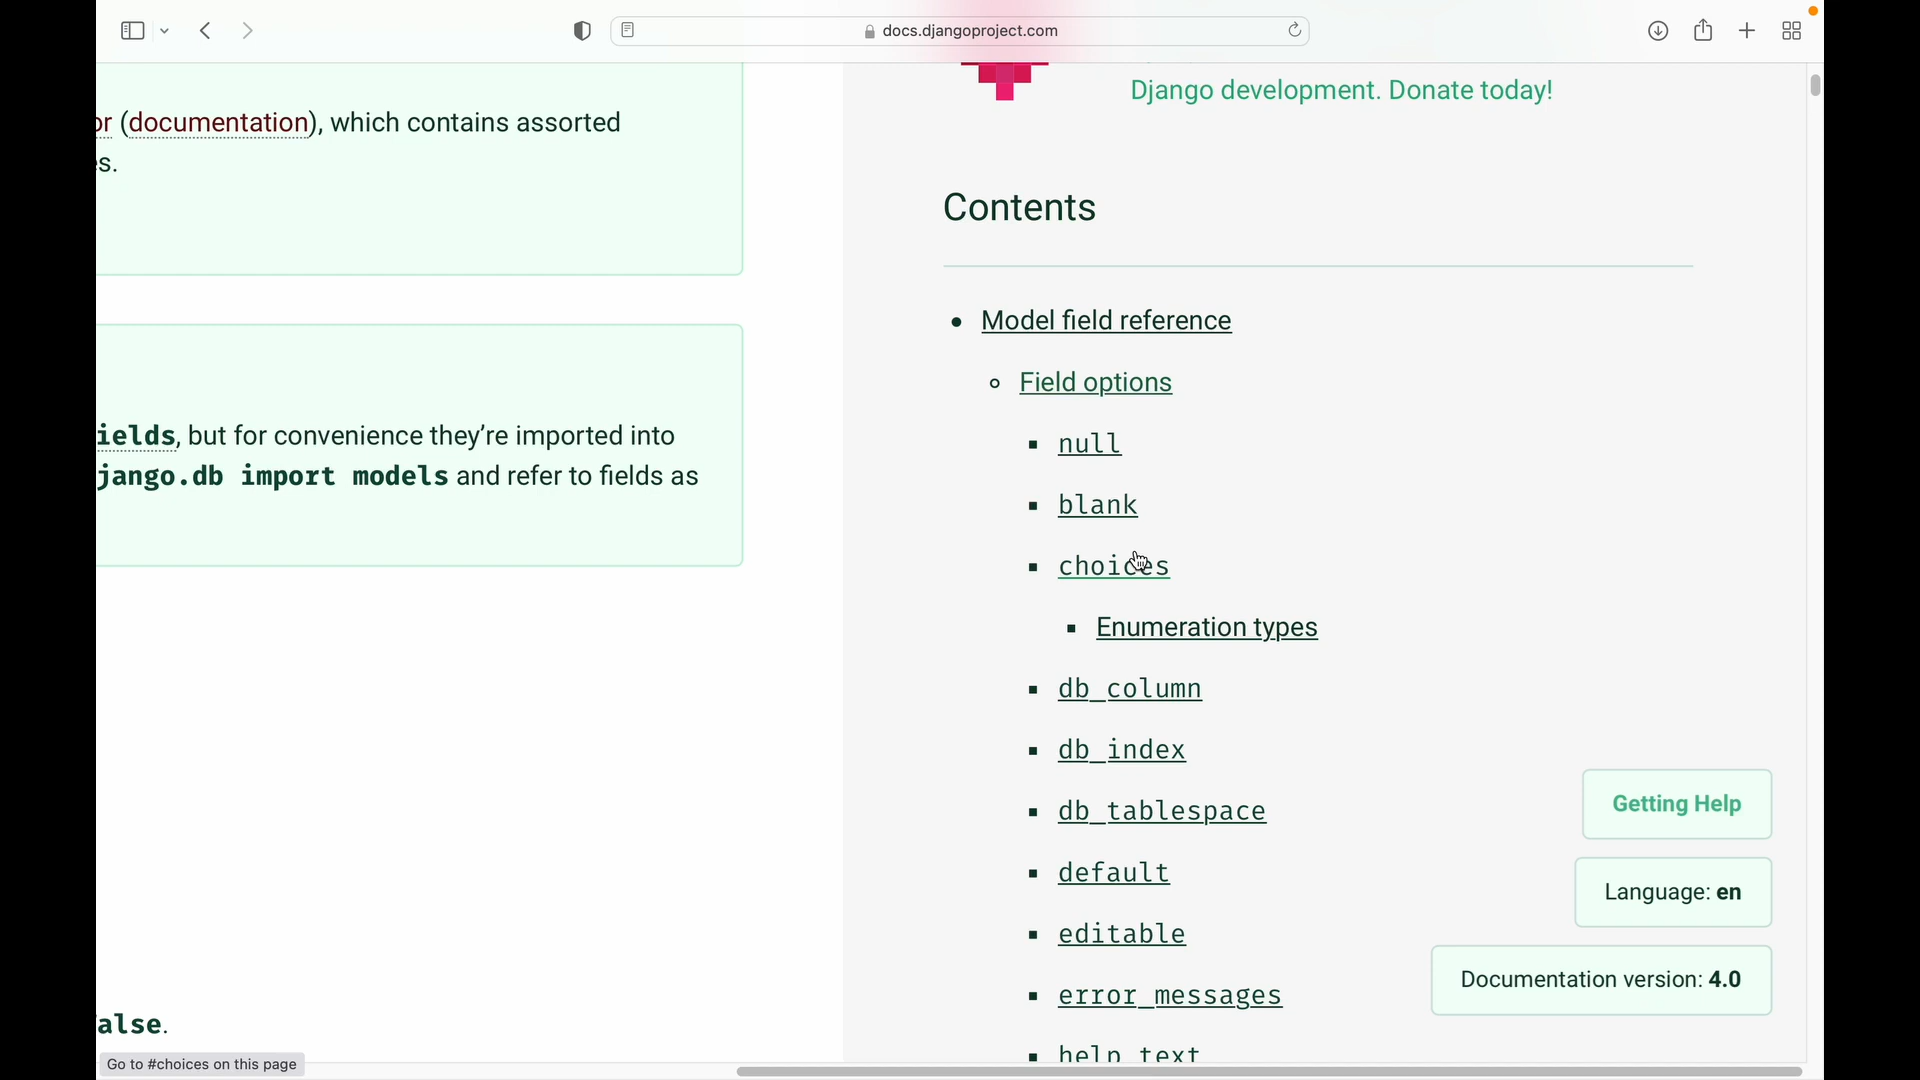 docs.djangoproject.com
Django development. Donate today!
or (documentation), which contains assorted
es.
ields, but for convenience they’re imported into
jango.db import models and refer to fields as
alse.
Contents
Model field reference
Field options
null
blank
choices
Enumeration types
db_column
db_index
db_tablespace
default
editable
error_messages
help_text
Getting Help
Language: en
Documentation version: 4.0
Go to #choices on this page